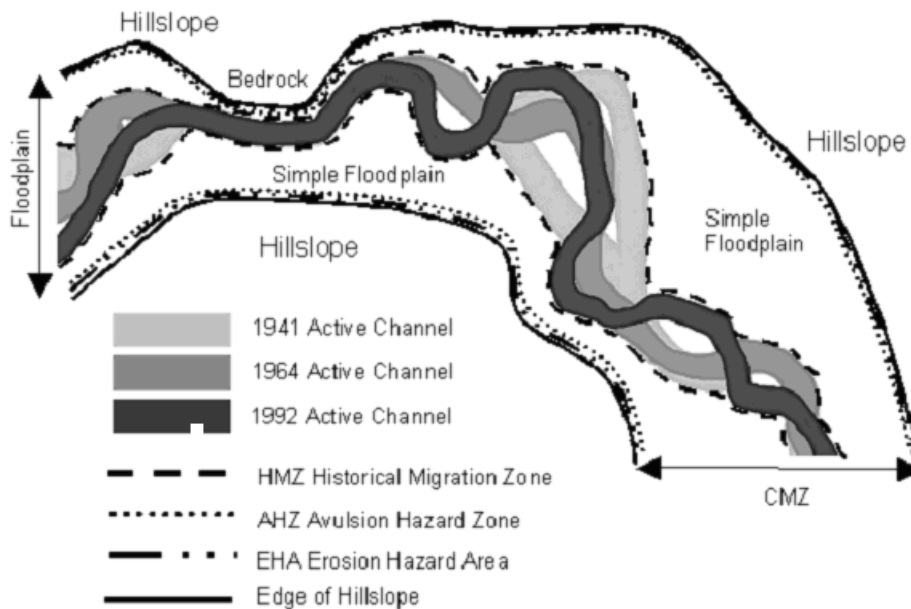 Hillslope
Bedrock
Hillslope
Floodplain
Simple Floodplain
Simple
Floodplain
Hillslope
1941 Active Channel
1964 Active Channel
1992 Active Channel
HMZ Historical Migration Zone
CMZ
AHZ Avulsion Hazard Zone
EHA Erosion Hazard Area
Edge of Hillslope